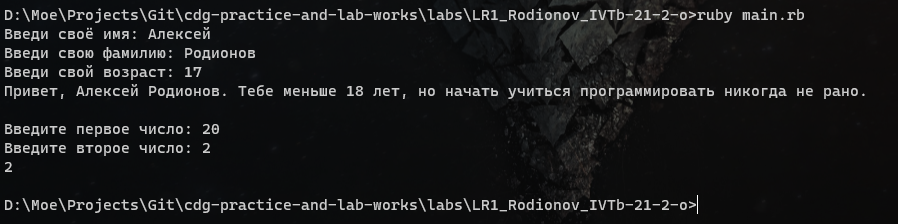 D:\Moe\Projects\Git\cdg-practice-and-lab-works\labs\LR1_Rodionov_IVTb-21-2-o>ruby main.rb
Введи своё имя: Алексей
Введи свою фамилию: Родионов
Введи свой возраст: 17
Привет, Алексей Родионов. Тебе меньше 18 лет, но начать учиться программировать никогда не рано.
Введите первое число: 20
Введите второе число: 2
2
D:\Moe\Projects\Git\cdg-practice-and-lab-works\labs\LR1_Rodionov_IVTb-21-2-o>